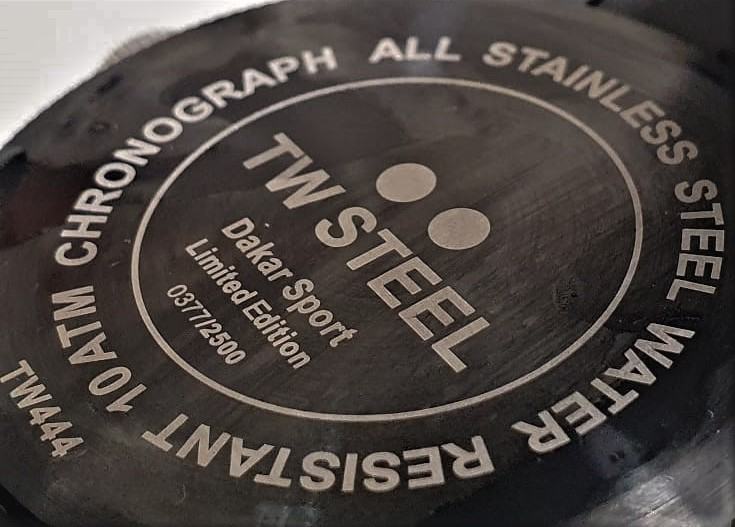 CHRONOGRAPH ALL STAINLESS STEEL WATER RESISTANT 10 ATM
TW STEEL
Dakar Sport
Limited Edition
0377/2500
TW444